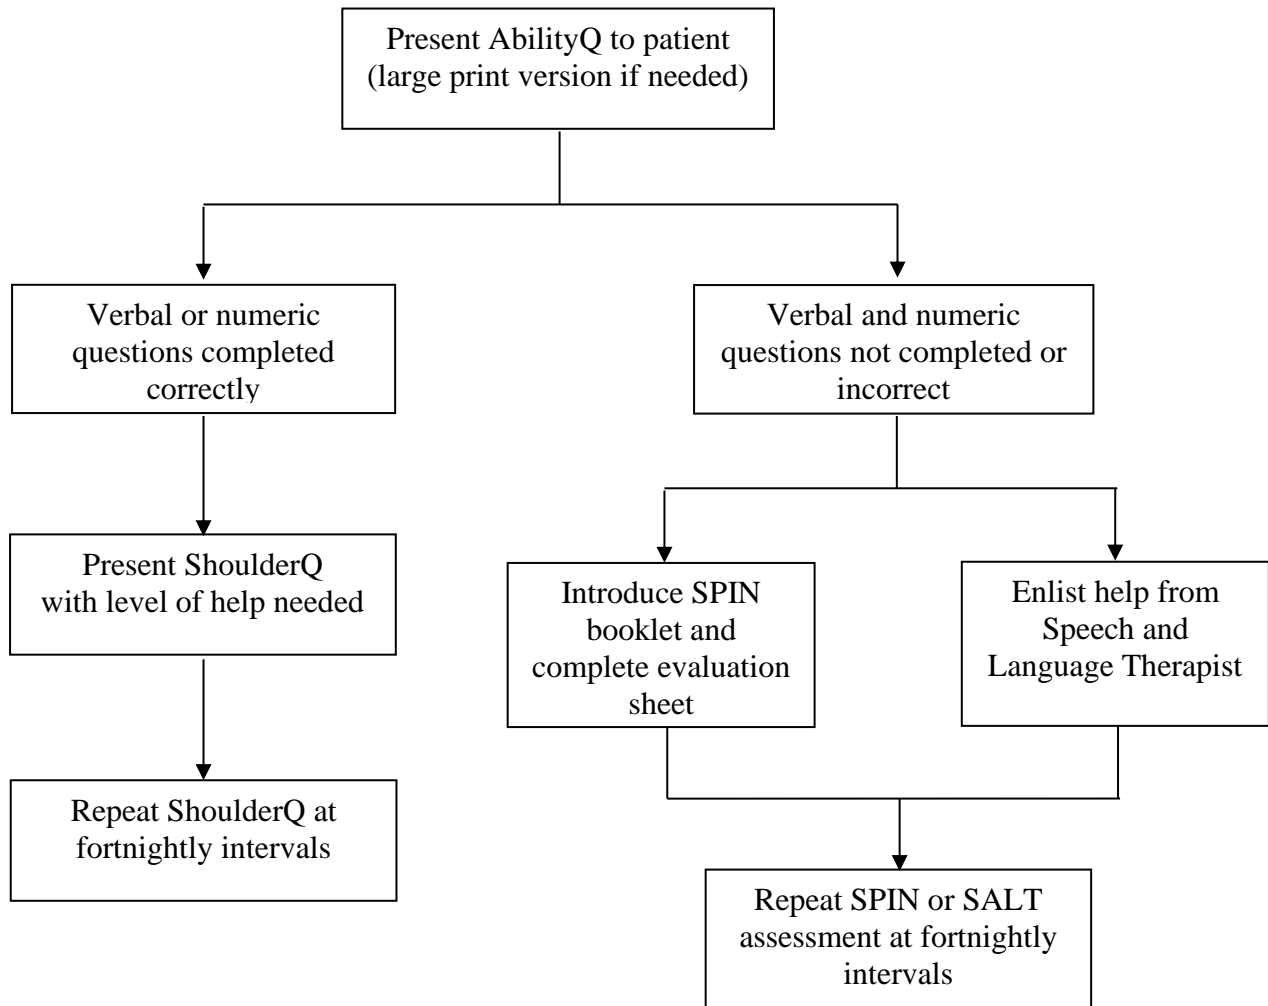 Present AbilityQ to patient
(large print version if needed)
Verbal or numeric
questions completed
correctly
Verbal and numeric
questions not completed or
incorrect
Present ShoulderQ
with level of help needed
Introduce SPIN
booklet and
complete evaluation
sheet
Enlist help from
Speech and
Language Therapist
Repeat ShoulderQ at
fortnightly intervals
Repeat SPIN or SALT
assessment at fortnightly
intervals